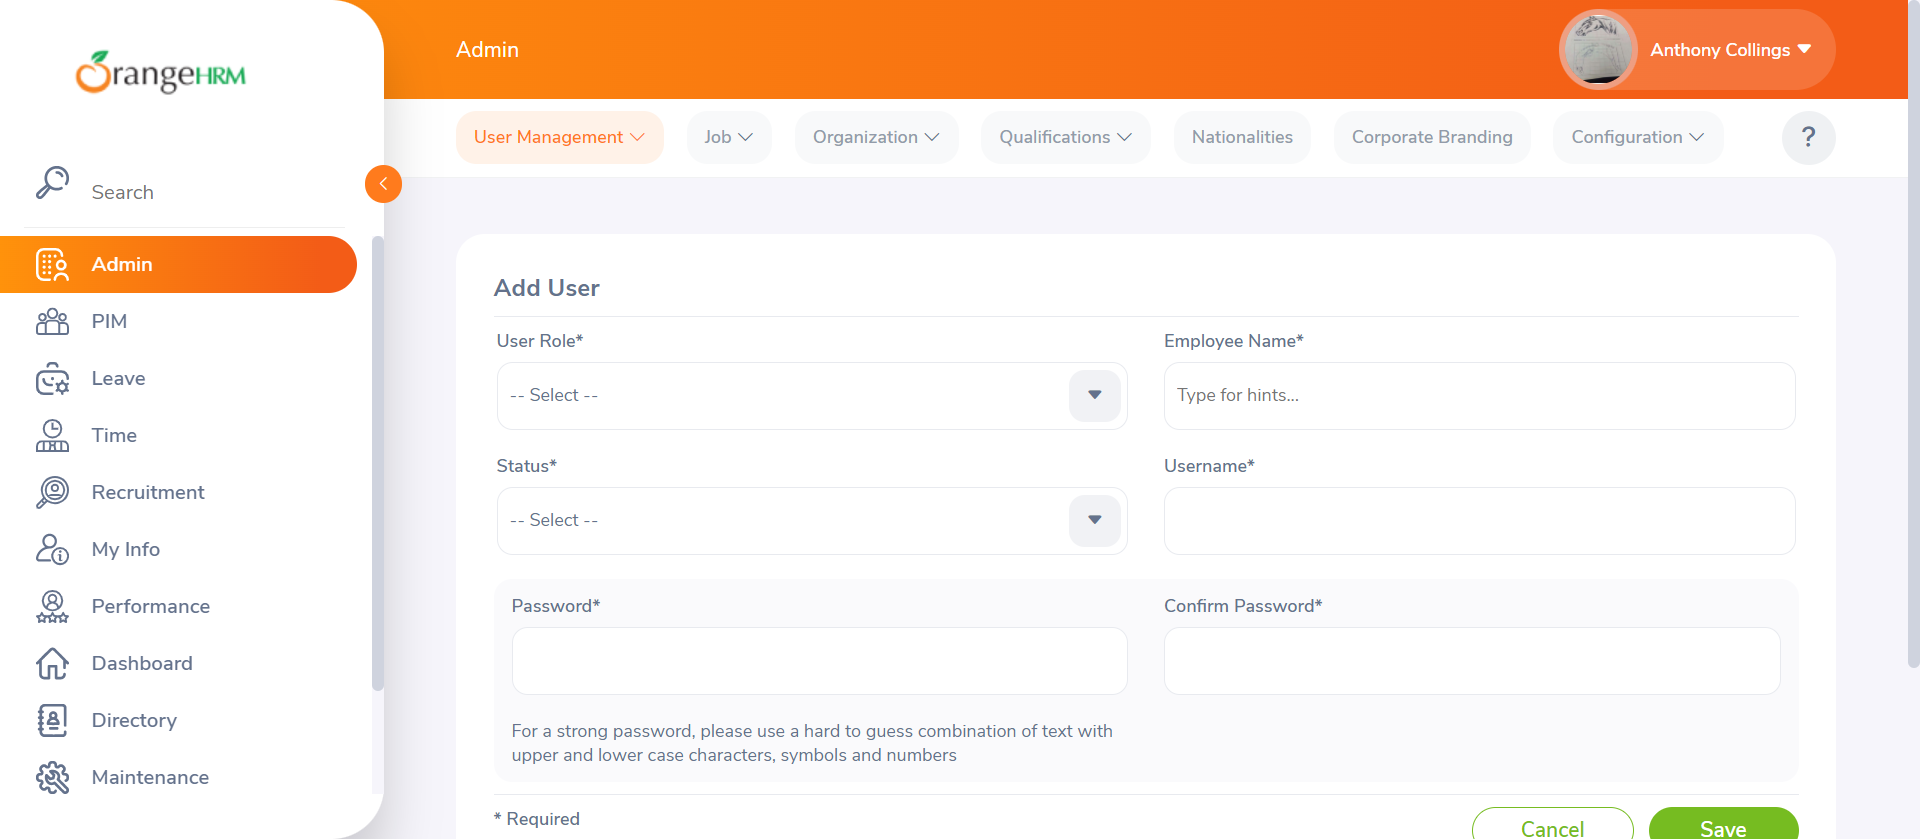 OrangeHRM
Search
Admin
PIM
Leave
Time
Recruitment
My Info
Performance
Dashboard
Directory
Maintenance
Admin
Anthony Collings
User Management
Job
Organization
Qualifications
Nationalities
Corporate Branding
Configuration
?
Add User
User Role*
-- Select --
Employee Name*
Type for hints...
Status*
-- Select --
Username*
Password*
Confirm Password*
For a strong password, please use a hard to guess combination of text with
upper and lower case characters, symbols and numbers
* Required
Cancel
Save